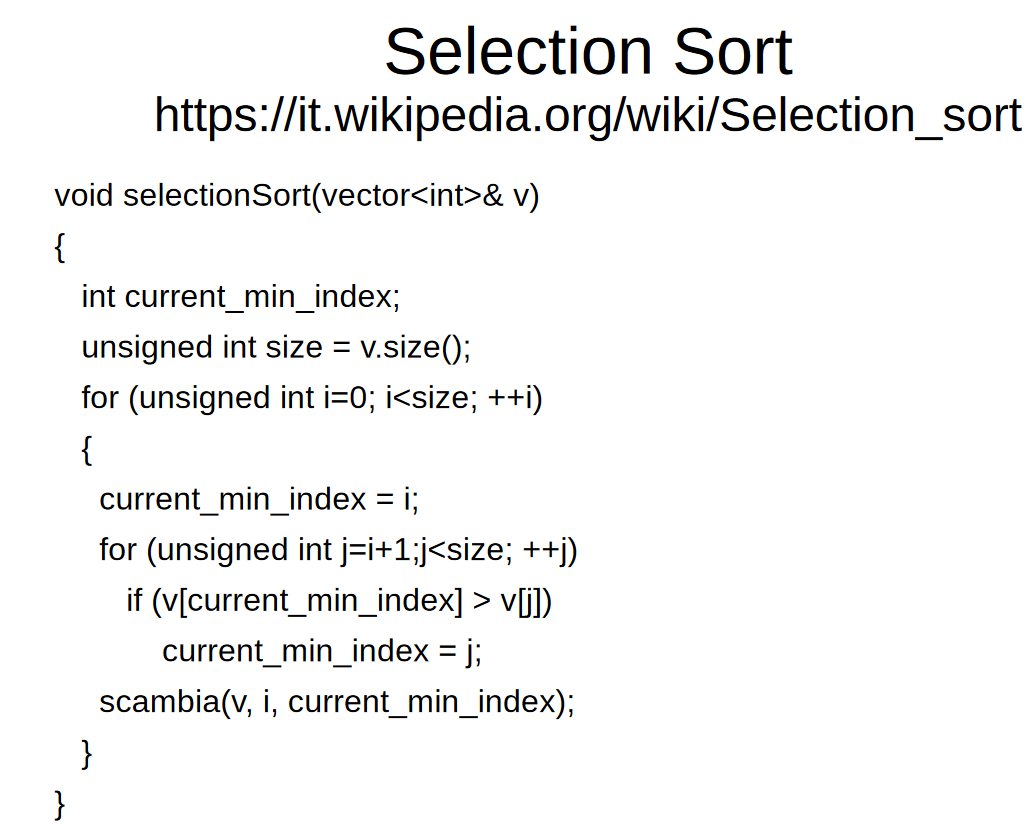 Selection Sort
https://it.wikipedia.org/wiki/Selection_sort
void selectionSort(vector<int>& v)
{
int current_min_index;
unsigned int size = v.size();
for (unsigned int i=0; i<size; ++i)
{
current_min_index = i;
for (unsigned int j=i+1;j<size; ++j)
if (v[current_min_index] > v[j])
current_min_index = j;
scambia(v, i, current_min_index);
}
}